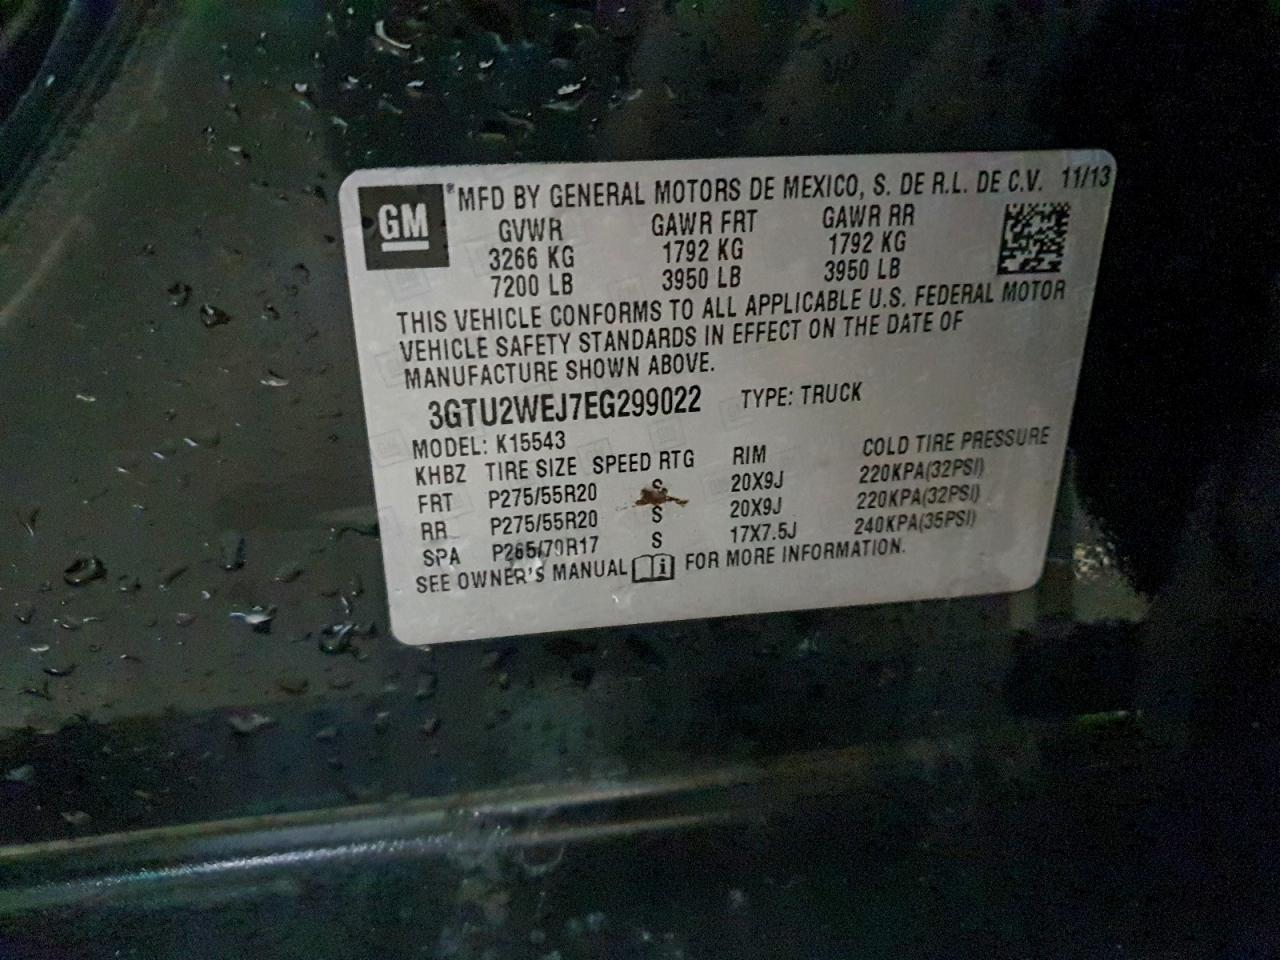 GM ® MFD BY GENERAL MOTORS DE MEXICO, S. DE R.L. DE C.V. 11/13
GVWR GAWR FRT GAWR RR
3266 KG 1792 KG 1792 KG
7200 LB 3950 LB 3950 LB
THIS VEHICLE CONFORMS TO ALL APPLICABLE U.S. FEDERAL MOTOR
VEHICLE SAFETY STANDARDS IN EFFECT ON THE DATE OF
MANUFACTURE SHOWN ABOVE.
3GTU2WEJ7EG299022 TYPE: TRUCK
MODEL: K15543
KHBZ TIRE SIZE SPEED RTG RIM COLD TIRE PRESSURE
FRT P275/55R20 S 20X9J 220KPA(32PSI)
RR P275/55R20 S 20X9J 220KPA(32PSI)
SPA P265/70R17 S 17X7.5J 240KPA(35PSI)
SEE OWNER'S MANUAL i FOR MORE INFORMATION.